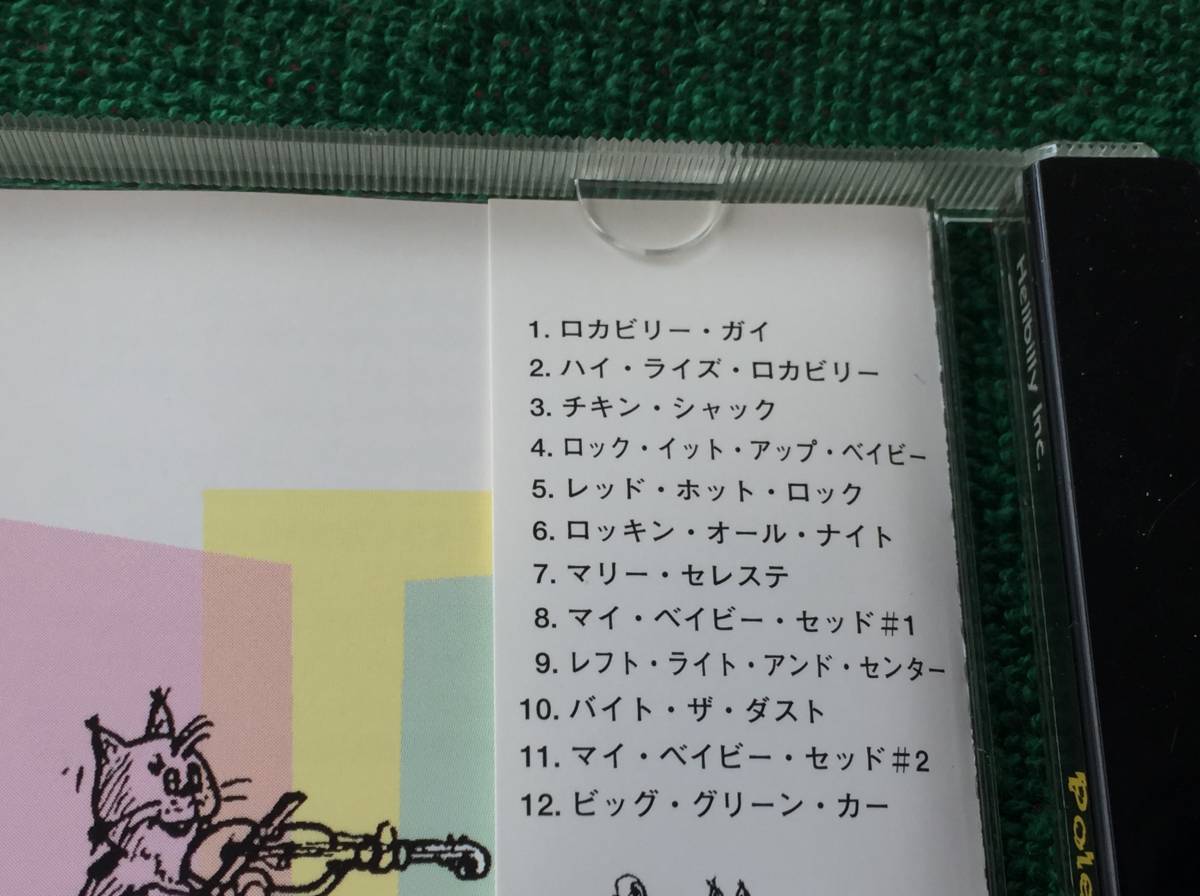 1. ロカビリー・ガイ
2. ハイ・ライズ・ロカビリー
3. チキン・シャック
4. ロック・イット・アップ・ベイビー
5. レッド・ホット・ロック
6. ロッキン・オール・ナイト
7. マリー・セレステ
8. マイ・ベイビー・セッド#1
9. レフト・ライト・アンド・センター
10. バイト・ザ・ダスト
11. マイ・ベイビー・セッド#2
12. ビッグ・グリーン・カー
Hellbilly Inc.